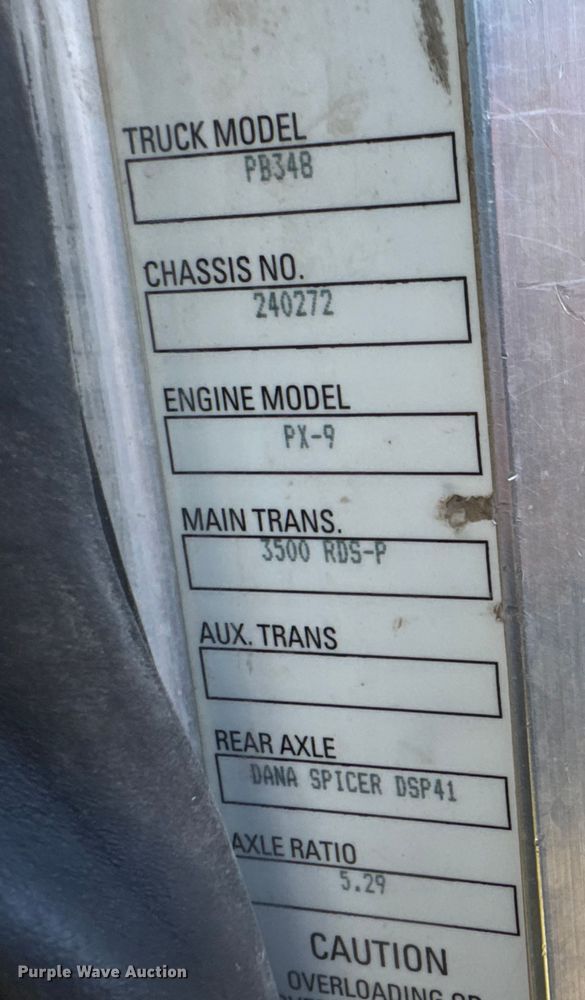 TRUCK MODEL
PB348
CHASSIS NO.
240272
ENGINE MODEL
PX-9
MAIN TRANS.
3500 RDS-P
AUX. TRANS
REAR AXLE
DANA SPICER DSP41
AXLE RATIO
5.29
CAUTION
OVERLOADING OR
Purple Wave Auction